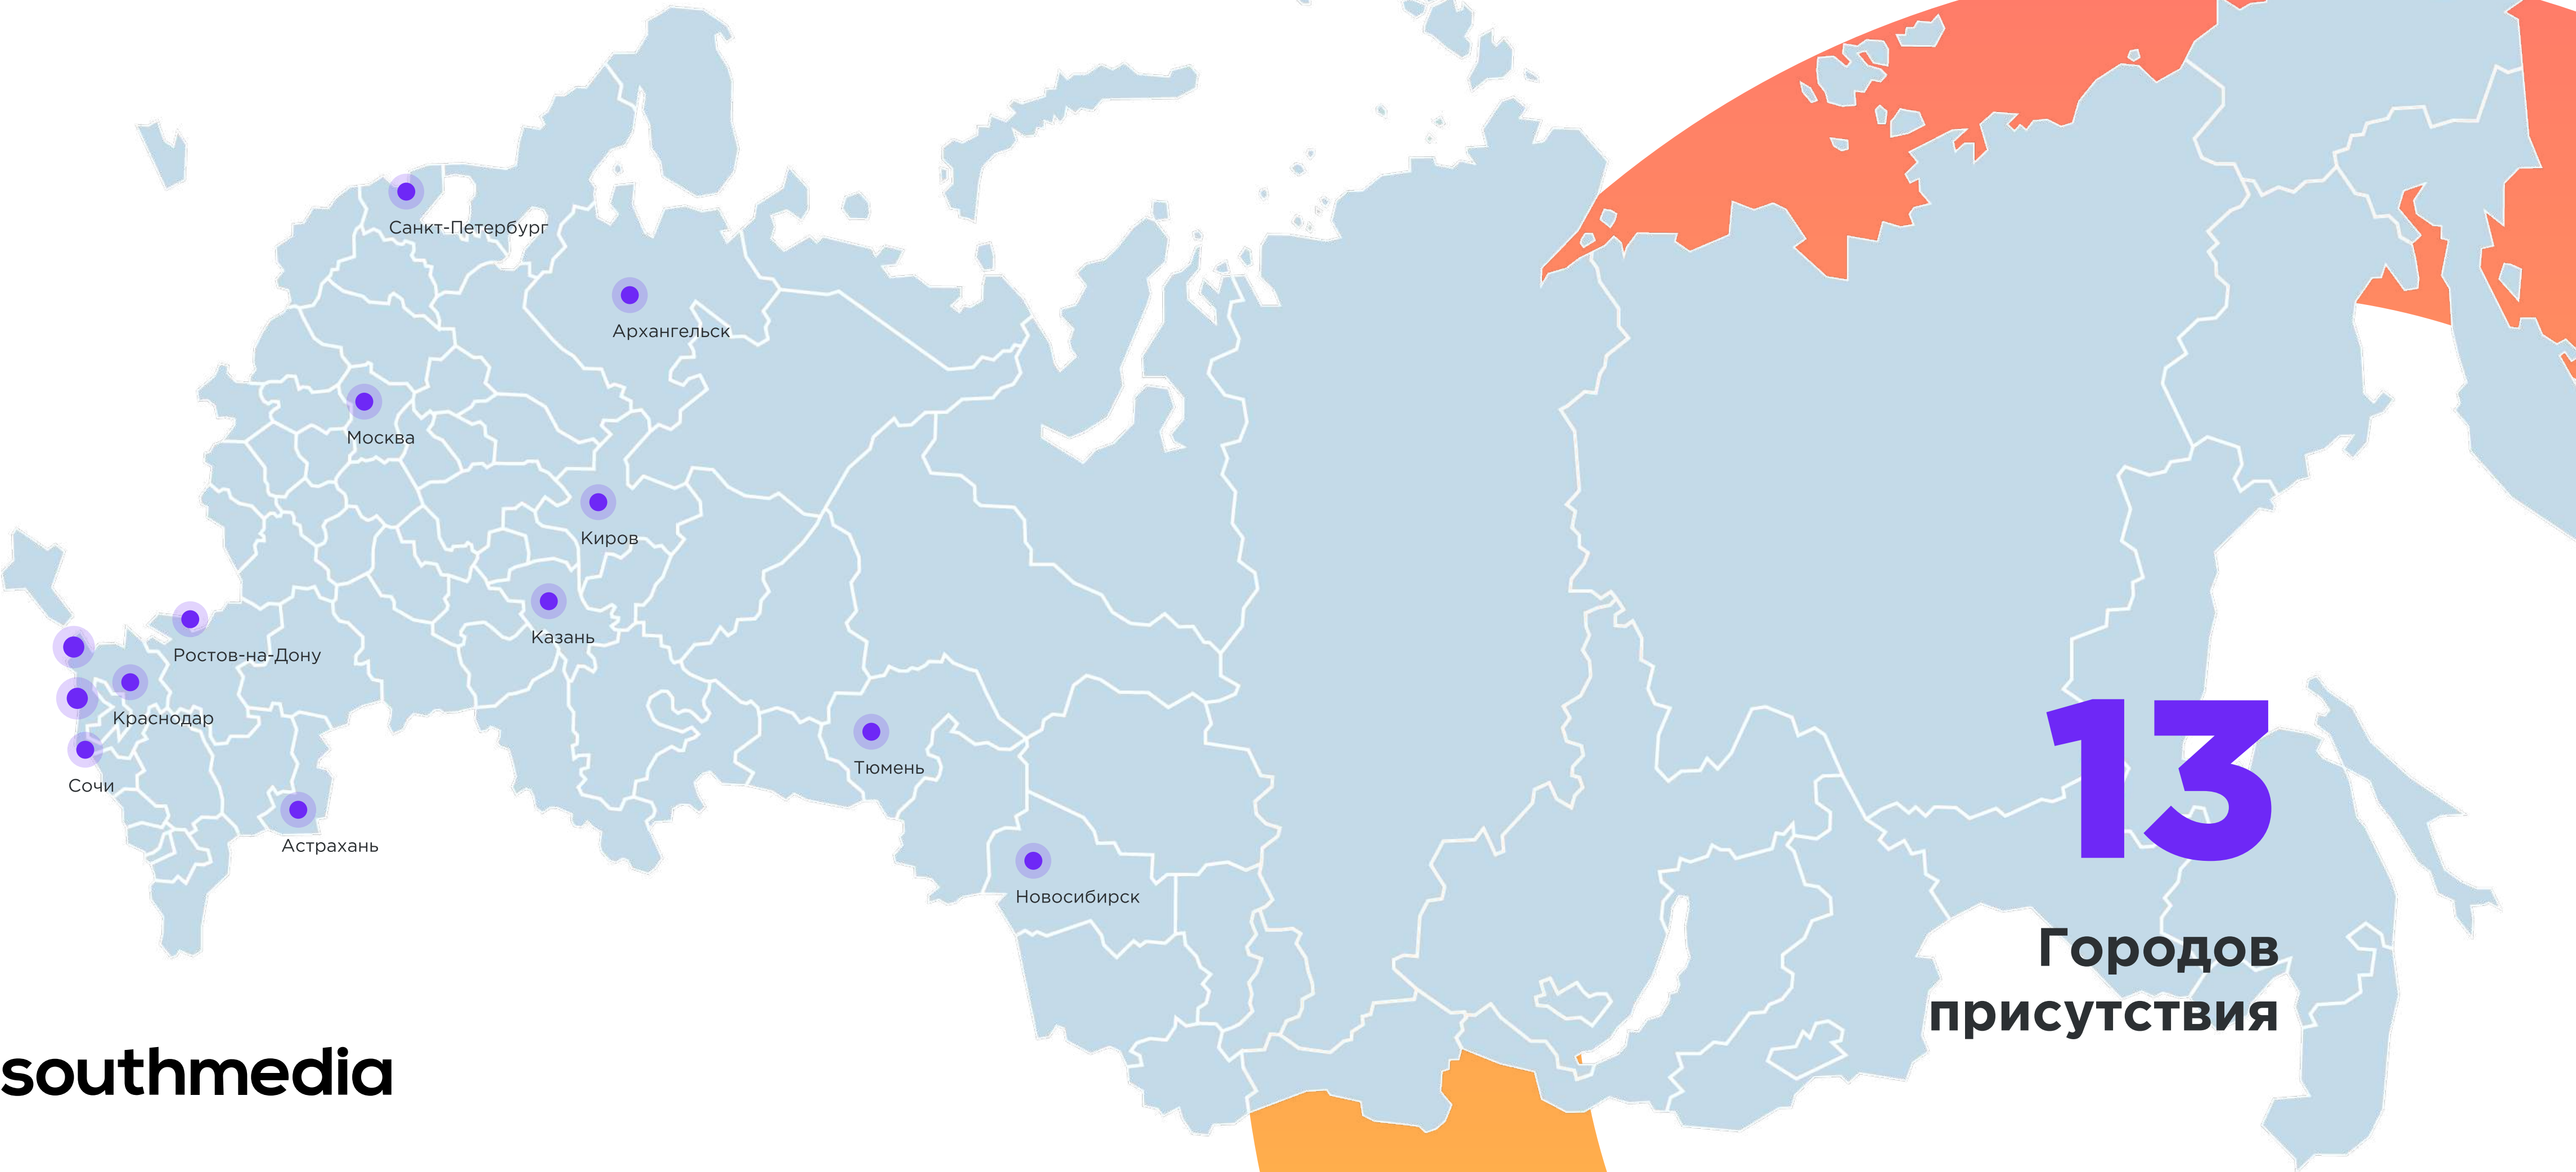 Санкт-Петербург
Архангельск
Москва
Киров
Казань
Ростов-на-Дону
Краснодар
Сочи
Тюмень
Астрахань
Новосибирск
13
Городов
присутствия
southmedia